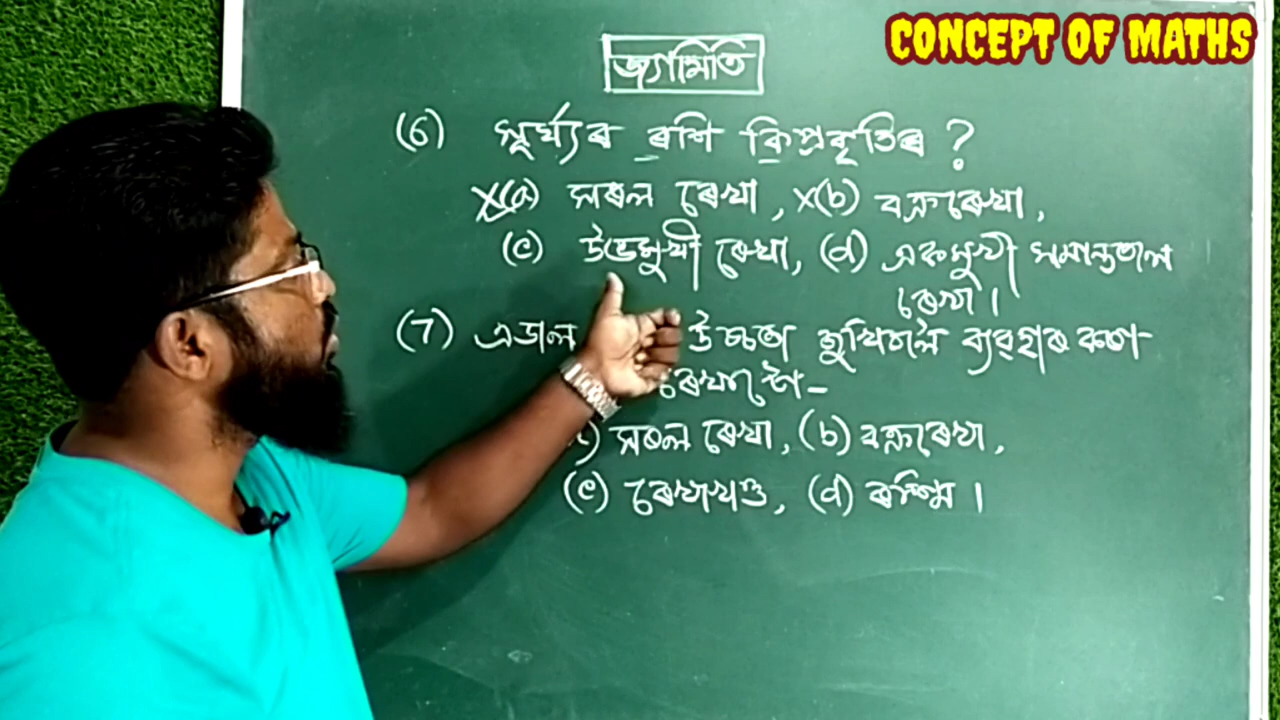 CONCEPT OF MATHS
জ্যামিতি
(6) সূৰ্য্যৰ ৰশ্মি কিপ্ৰকৃতিৰ ?
X(a) সৰল ৰেখা, X(b) বক্ৰৰেখা,
(c) উভমুখী ৰেখা, (d) একমুখী সমান্তৰাল
ৰেখা।
(7) এডাল উচ্চতা বুলিবলৈ ব্যৱহাৰ কৰা
ৰেখাটো-
) সৰল ৰেখা, (b) বক্ৰৰেখা,
(c) ৰেখাখণ্ড, (d) ৰশ্মি।